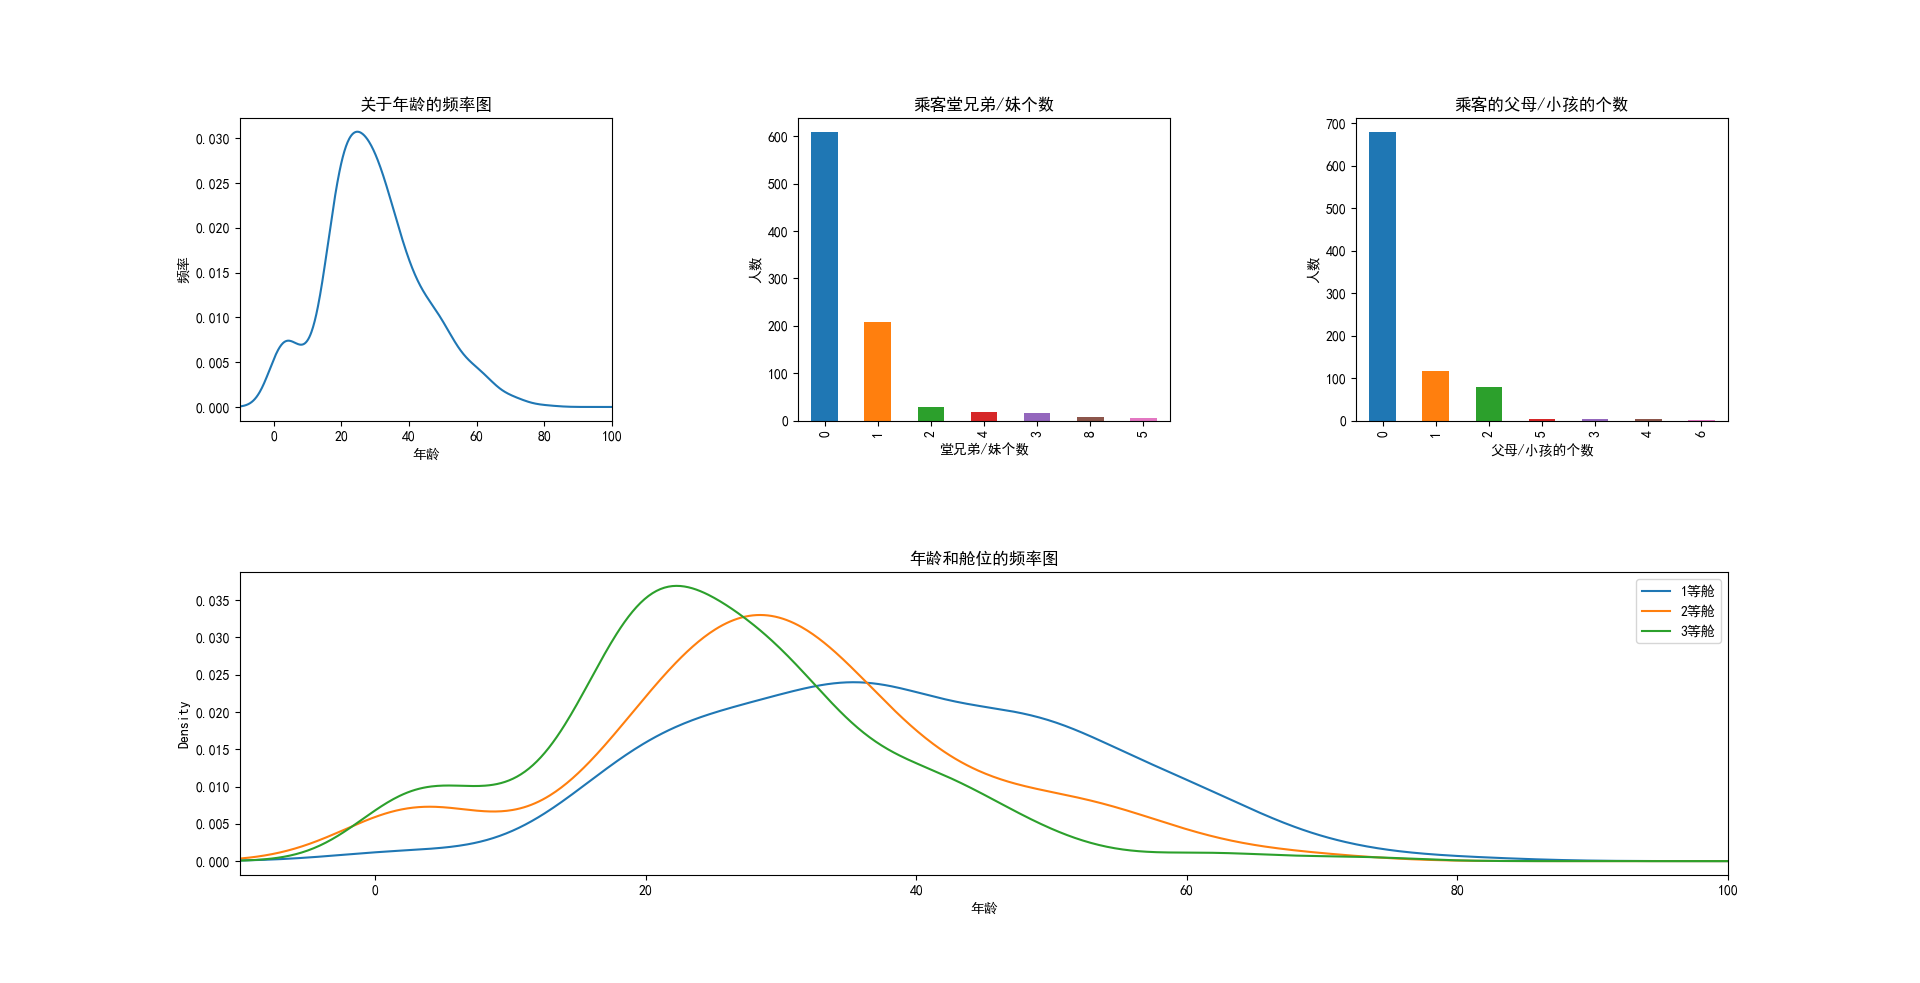 关于年龄的频率图
0.030
0.025
0.020
0.015
0.010
0.005
0.000
频率
0 20 40 60 80 100
年龄
乘客堂兄弟/妹个数
600
500
400
300
200
100
0
人数
0 1 2 4 3 8 5
堂兄弟/妹个数
乘客的父母/小孩的个数
700
600
500
400
300
200
100
0
人数
0 1 2 5 3 4 6
父母/小孩的个数
年龄和舱位的频率图
0.035
0.030
0.025
0.020
0.015
0.010
0.005
0.000
Density
1等舱
2等舱
3等舱
0 20 40 60 80 100
年龄